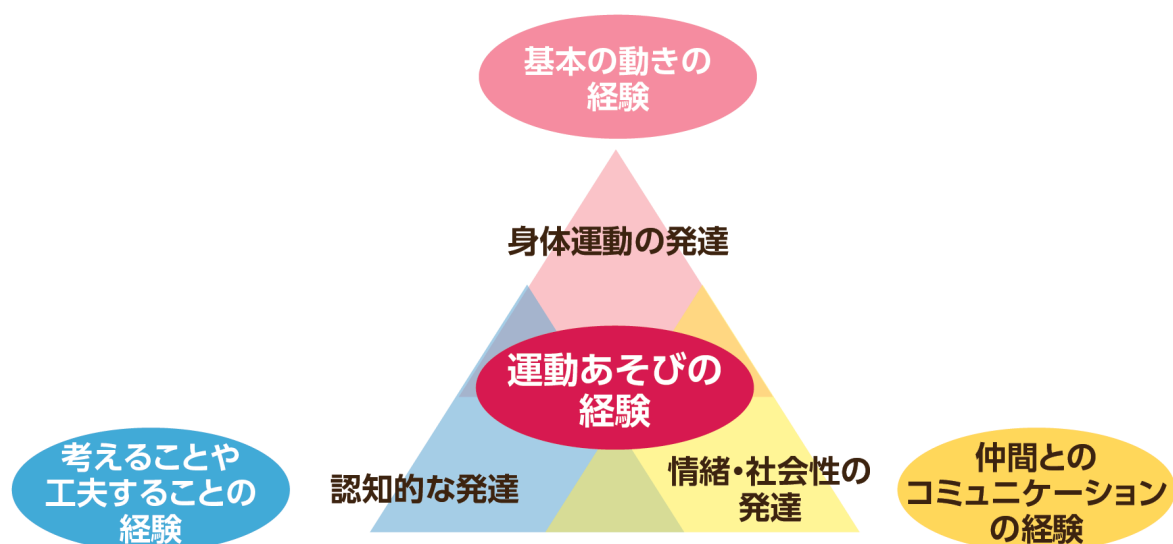 基本の動きの
経験
身体運動の発達
運動あそびの
経験
考えることや
工夫することの
経験
認知的な発達
情緒・社会性の
発達
仲間との
コミュニケーション
の経験